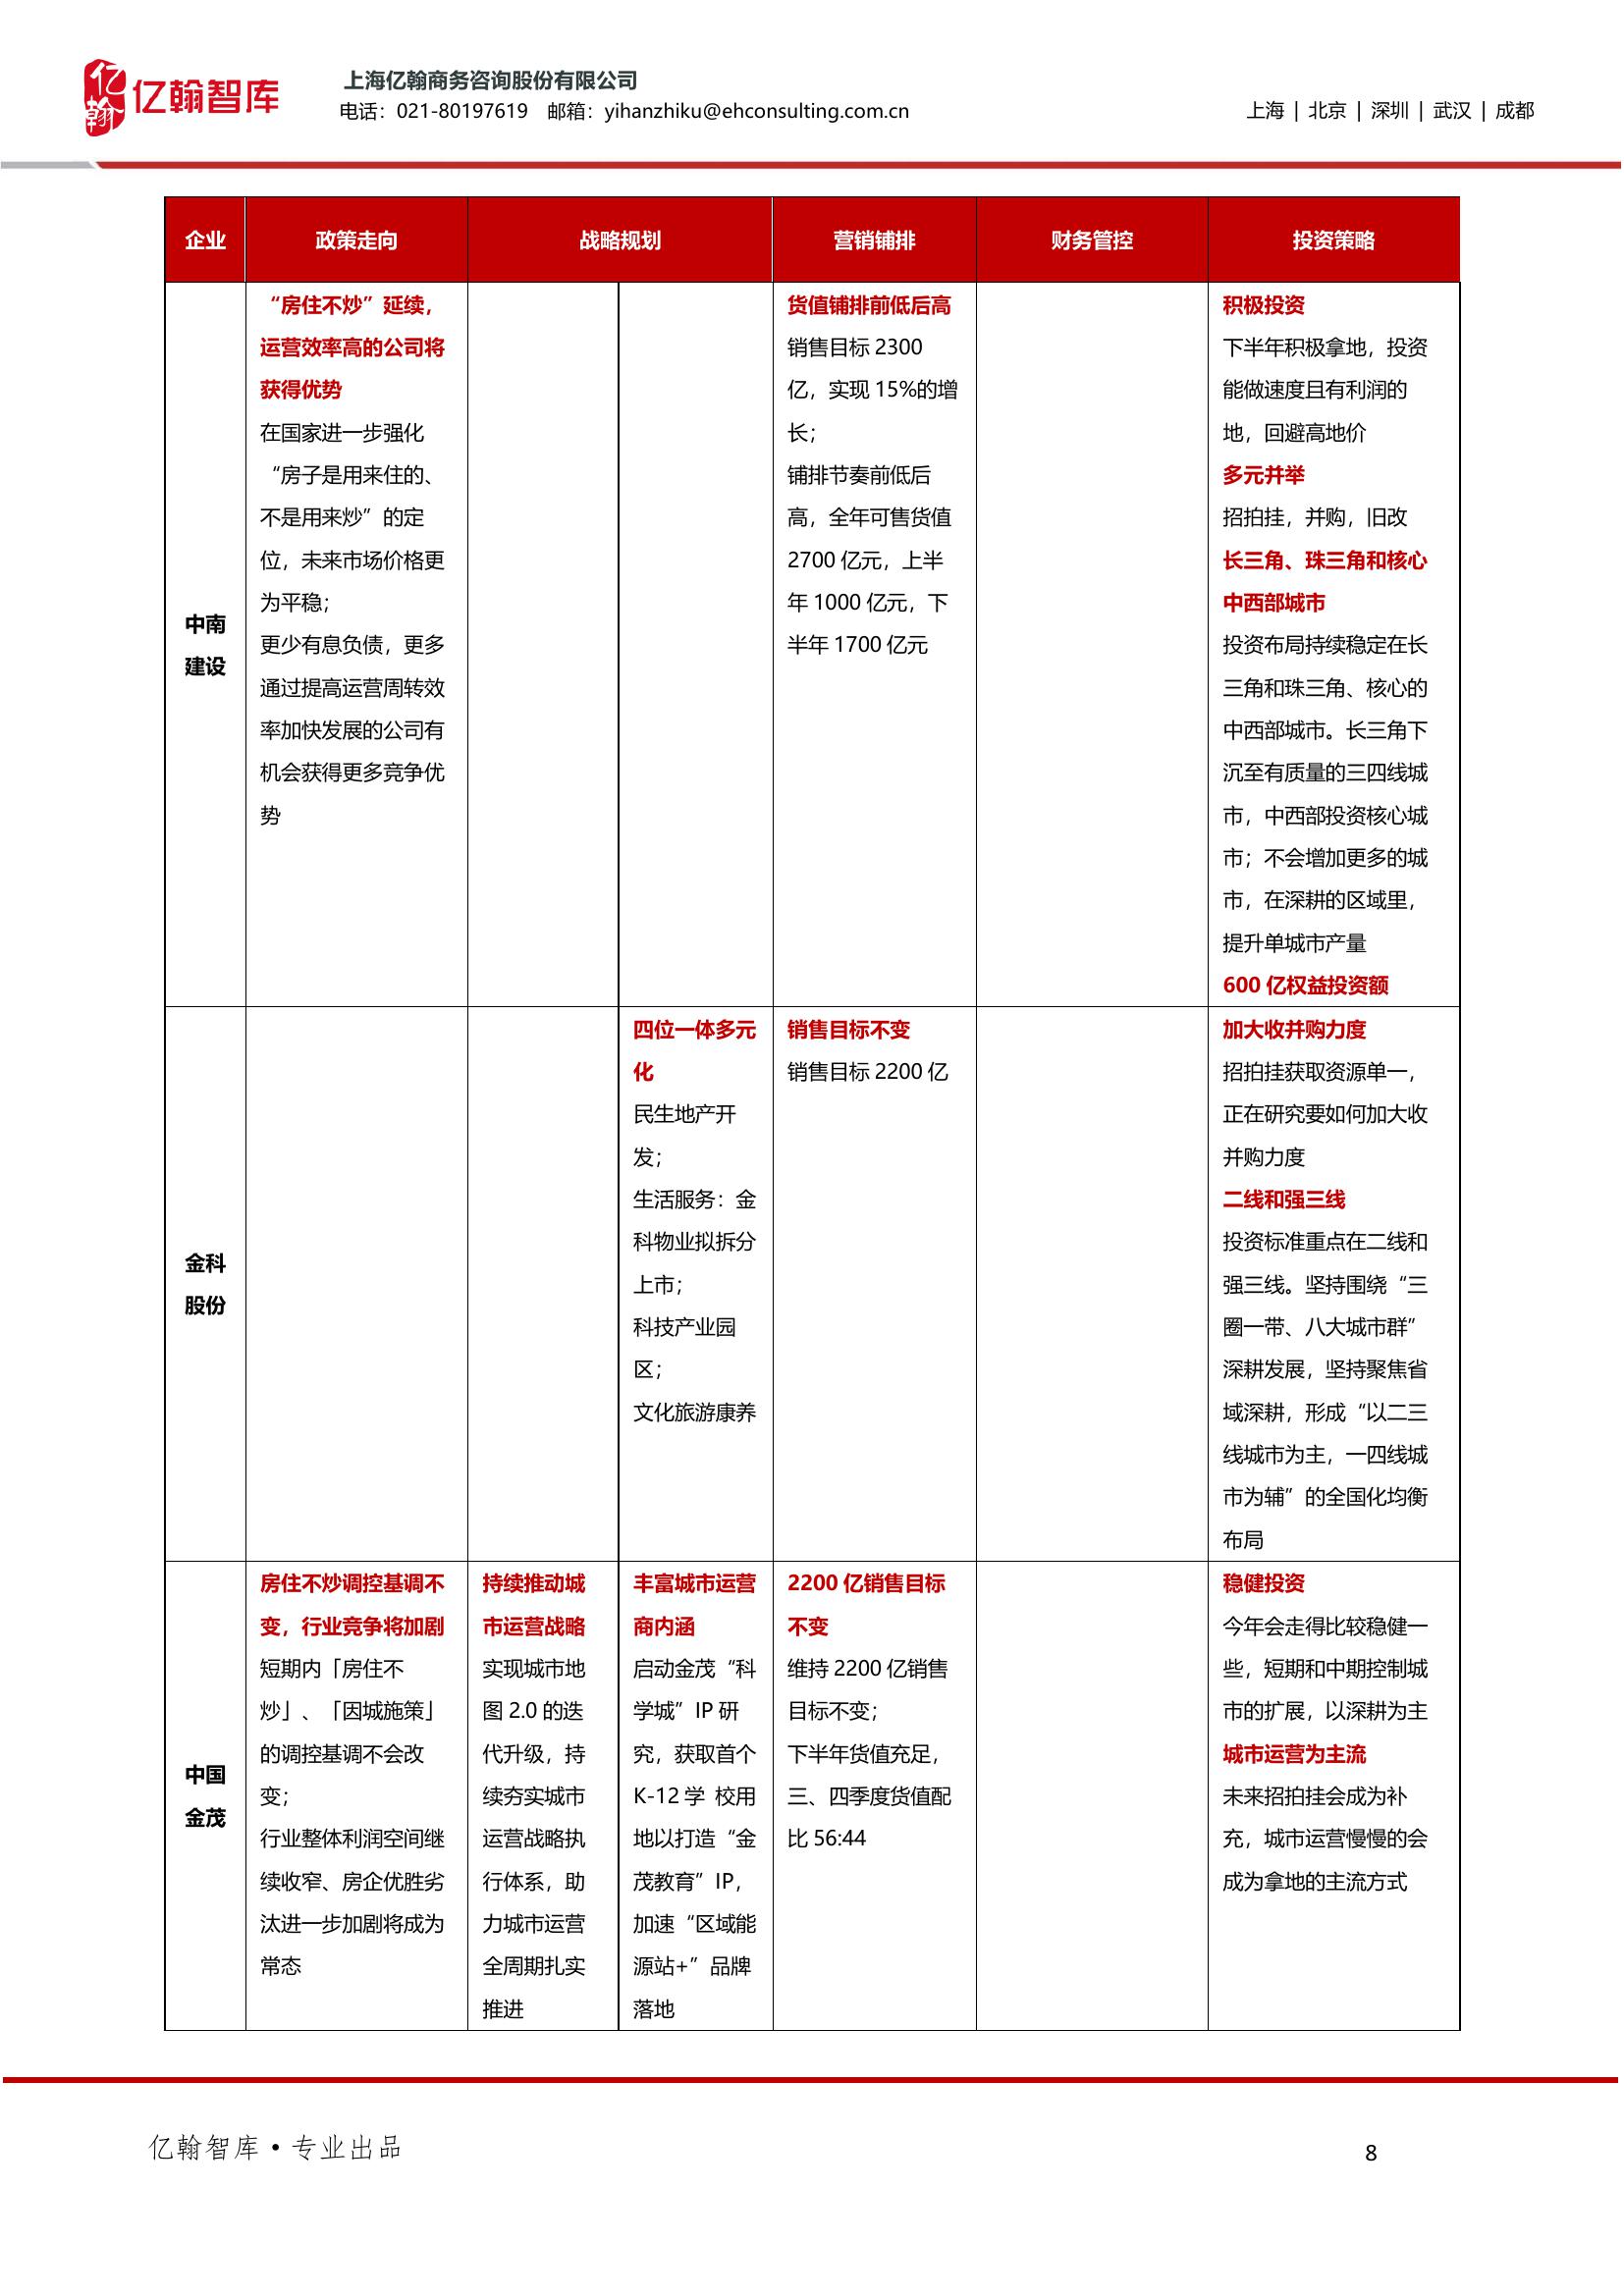 亿翰
亿翰智库
上海亿翰商务咨询股份有限公司
电话：021-80197619 邮箱：yihanzhiku@ehconsulting.com.cn
上海 | 北京 | 深圳 | 武汉 | 成都
企业 政策走向 战略规划 营销铺排 财务管控 投资策略
中南
建设
“房住不炒”延续，
运营效率高的公司将
获得优势
在国家进一步强化
“房子是用来住的、
不是用来炒”的定
位，未来市场价格更
为平稳；
更少有息负债，更多
通过提高运营周转效
率加快发展的公司有
机会获得更多竞争优
势
货值铺排前低后高
销售目标 2300
亿，实现 15%的增
长；
铺排节奏前低后
高，全年可售货值
2700 亿元，上半
年 1000 亿元，下
半年 1700 亿元
积极投资
下半年积极拿地，投资
能做速度且有利润的
地，回避高地价
多元并举
招拍挂，并购，旧改
长三角、珠三角和核心
中西部城市
投资布局持续稳定在长
三角和珠三角、核心的
中西部城市。长三角下
沉至有质量的三四线城
市，中西部投资核心城
市；不会增加更多的城
市，在深耕的区域里，
提升单城市产量
600 亿权益投资额
金科
股份
四位一体多元
化
民生地产开
发；
生活服务：金
科物业拟拆分
上市；
科技产业园
区；
文化旅游康养
销售目标不变
销售目标 2200 亿
加大收并购力度
招拍挂获取资源单一，
正在研究要如何加大收
并购力度
二线和强三线
投资标准重点在二线和
强三线。坚持围绕“三
圈一带、八大城市群”
深耕发展，坚持聚焦省
域深耕，形成“以二三
线城市为主，一四线城
市为辅”的全国化均衡
布局
中国
金茂
房住不炒调控基调不
变，行业竞争将加剧
短期内「房住不
炒」、「因城施策」
的调控基调不会改
变；
行业整体利润空间继
续收窄、房企优胜劣
汰进一步加剧将成为
常态
持续推动城
市运营战略
实现城市地
图 2.0 的迭
代升级，持
续夯实城市
运营战略执
行体系，助
力城市运营
全周期扎实
推进
丰富城市运营
商内涵
启动金茂“科
学城”IP 研
究，获取首个
K-12 学 校用
地以打造“金
茂教育”IP，
加速“区域能
源站+”品牌
落地
2200 亿销售目标
不变
维持 2200 亿销售
目标不变；
下半年货值充足，
三、四季度货值配
比 56:44
稳健投资
今年会走得比较稳健一
些，短期和中期控制城
市的扩展，以深耕为主
城市运营为主流
未来招拍挂会成为补
充，城市运营慢慢的会
成为拿地的主流方式
亿翰智库·专业出品
8